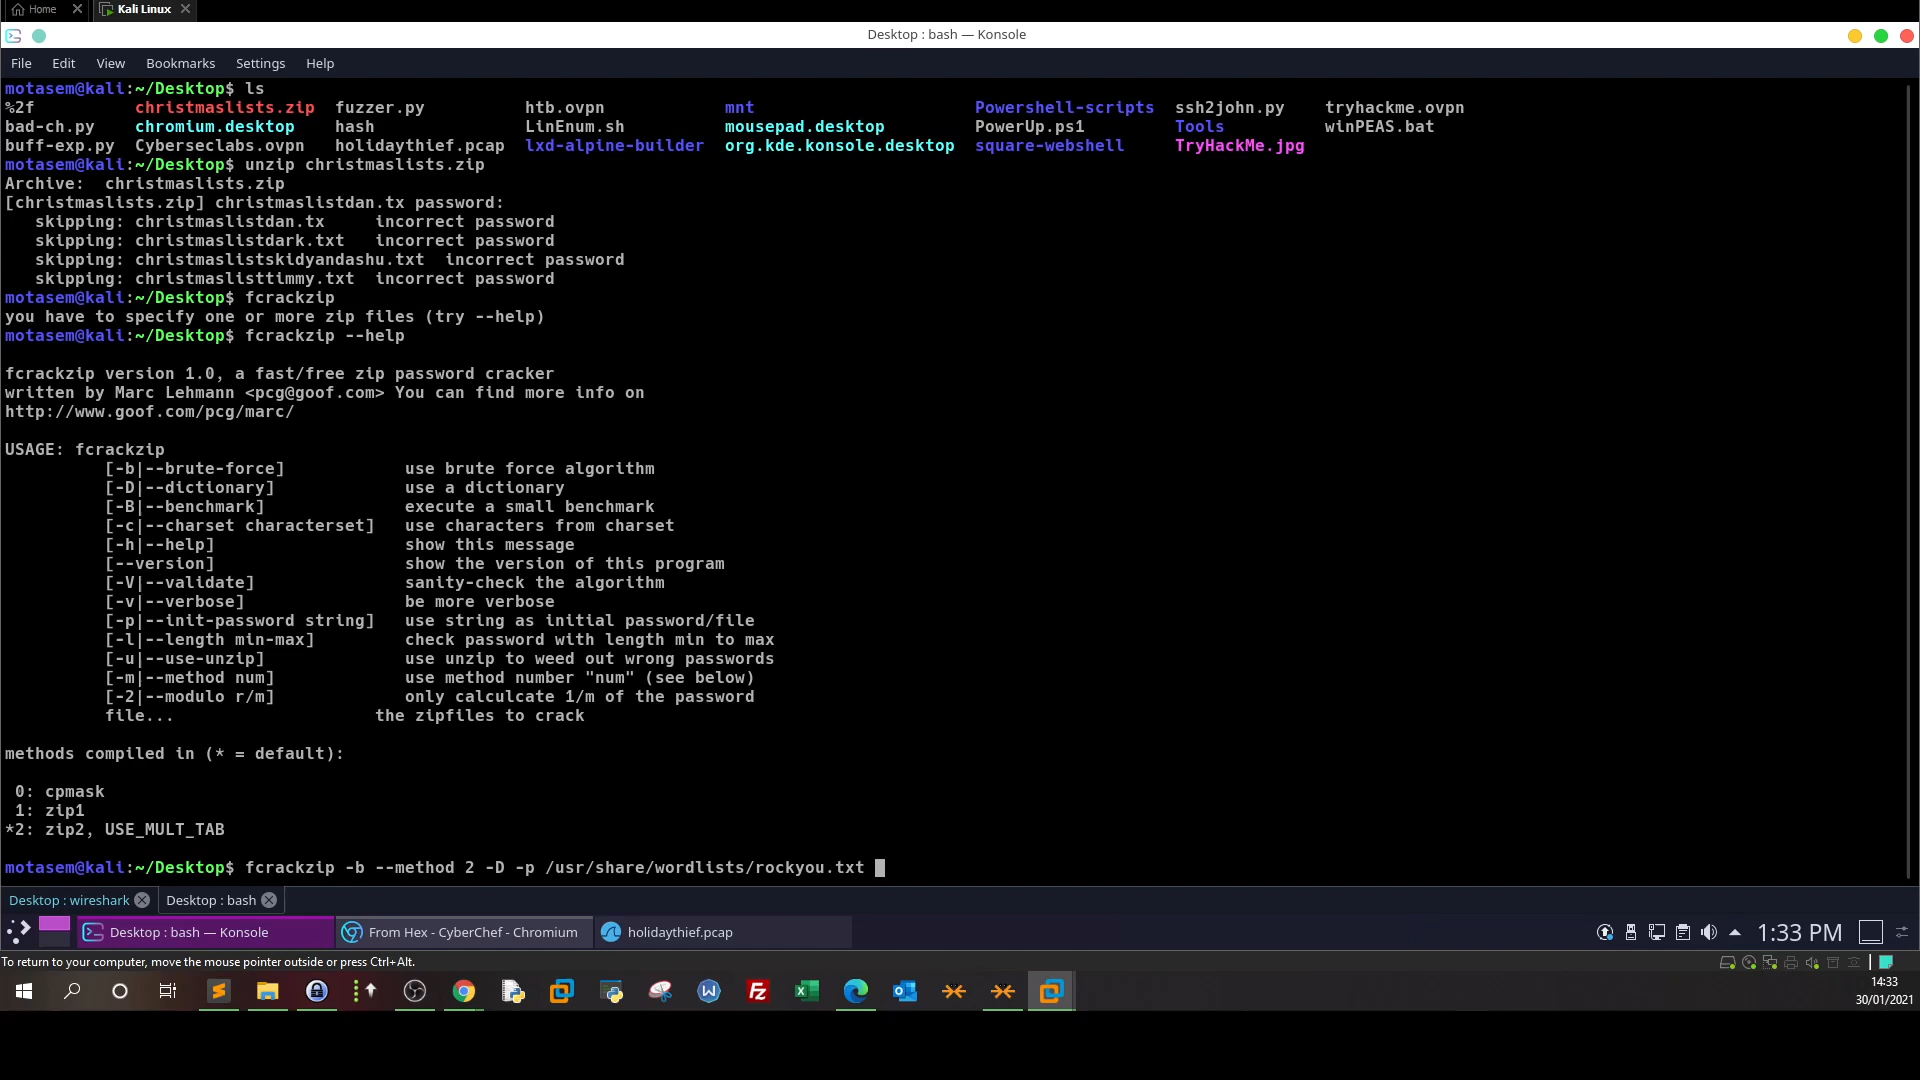 Home
Kali Linux
Desktop : bash — Konsole
File Edit View Bookmarks Settings Help
motasem@kali:~/Desktop$ ls
%2f christmaslists.zip fuzzer.py htb.ovpn mnt Powershell-scripts ssh2john.py tryhackme.ovpn
bad-ch.py chromium.desktop hash LinEnum.sh mousepad.desktop PowerUp.ps1 Tools winPEAS.bat
buff-exp.py Cyberseclabs.ovpn holidaythief.pcap lxd-alpine-builder org.kde.konsole.desktop square-webshell TryHackMe.jpg
motasem@kali:~/Desktop$ unzip christmaslists.zip
Archive:  christmaslists.zip
[christmaslists.zip] christmaslistdan.tx password:
   skipping: christmaslistdan.tx     incorrect password
   skipping: christmaslistdark.txt   incorrect password
   skipping: christmaslistskidyandashu.txt  incorrect password
   skipping: christmaslisttimmy.txt  incorrect password
motasem@kali:~/Desktop$ fcrackzip
you have to specify one or more zip files (try --help)
motasem@kali:~/Desktop$ fcrackzip --help
fcrackzip version 1.0, a fast/free zip password cracker
written by Marc Lehmann <pcg@goof.com> You can find more info on
http://www.goof.com/pcg/marc/
USAGE: fcrackzip
[-b|--brute-force] use brute force algorithm
[-D|--dictionary] use a dictionary
[-B|--benchmark] execute a small benchmark
[-c|--charset characterset] use characters from charset
[-h|--help] show this message
[--version] show the version of this program
[-V|--validate] sanity-check the algorithm
[-v|--verbose] be more verbose
[-p|--init-password string] use string as initial password/file
[-l|--length min-max] check password with length min to max
[-u|--use-unzip] use unzip to weed out wrong passwords
[-m|--method num] use method number "num" (see below)
[-2|--modulo r/m] only calculcate 1/m of the password
file... the zipfiles to crack
methods compiled in (* = default):
 0: cpmask
 1: zip1
*2: zip2, USE_MULT_TAB
motasem@kali:~/Desktop$ fcrackzip -b --method 2 -D -p /usr/share/wordlists/rockyou.txt
Desktop : wireshark Desktop : bash
Desktop : bash — Konsole From Hex - CyberChef - Chromium holidaythief.pcap 1:33 PM
To return to your computer, move the mouse pointer outside or press Ctrl+Alt.
14:33
30/01/2021